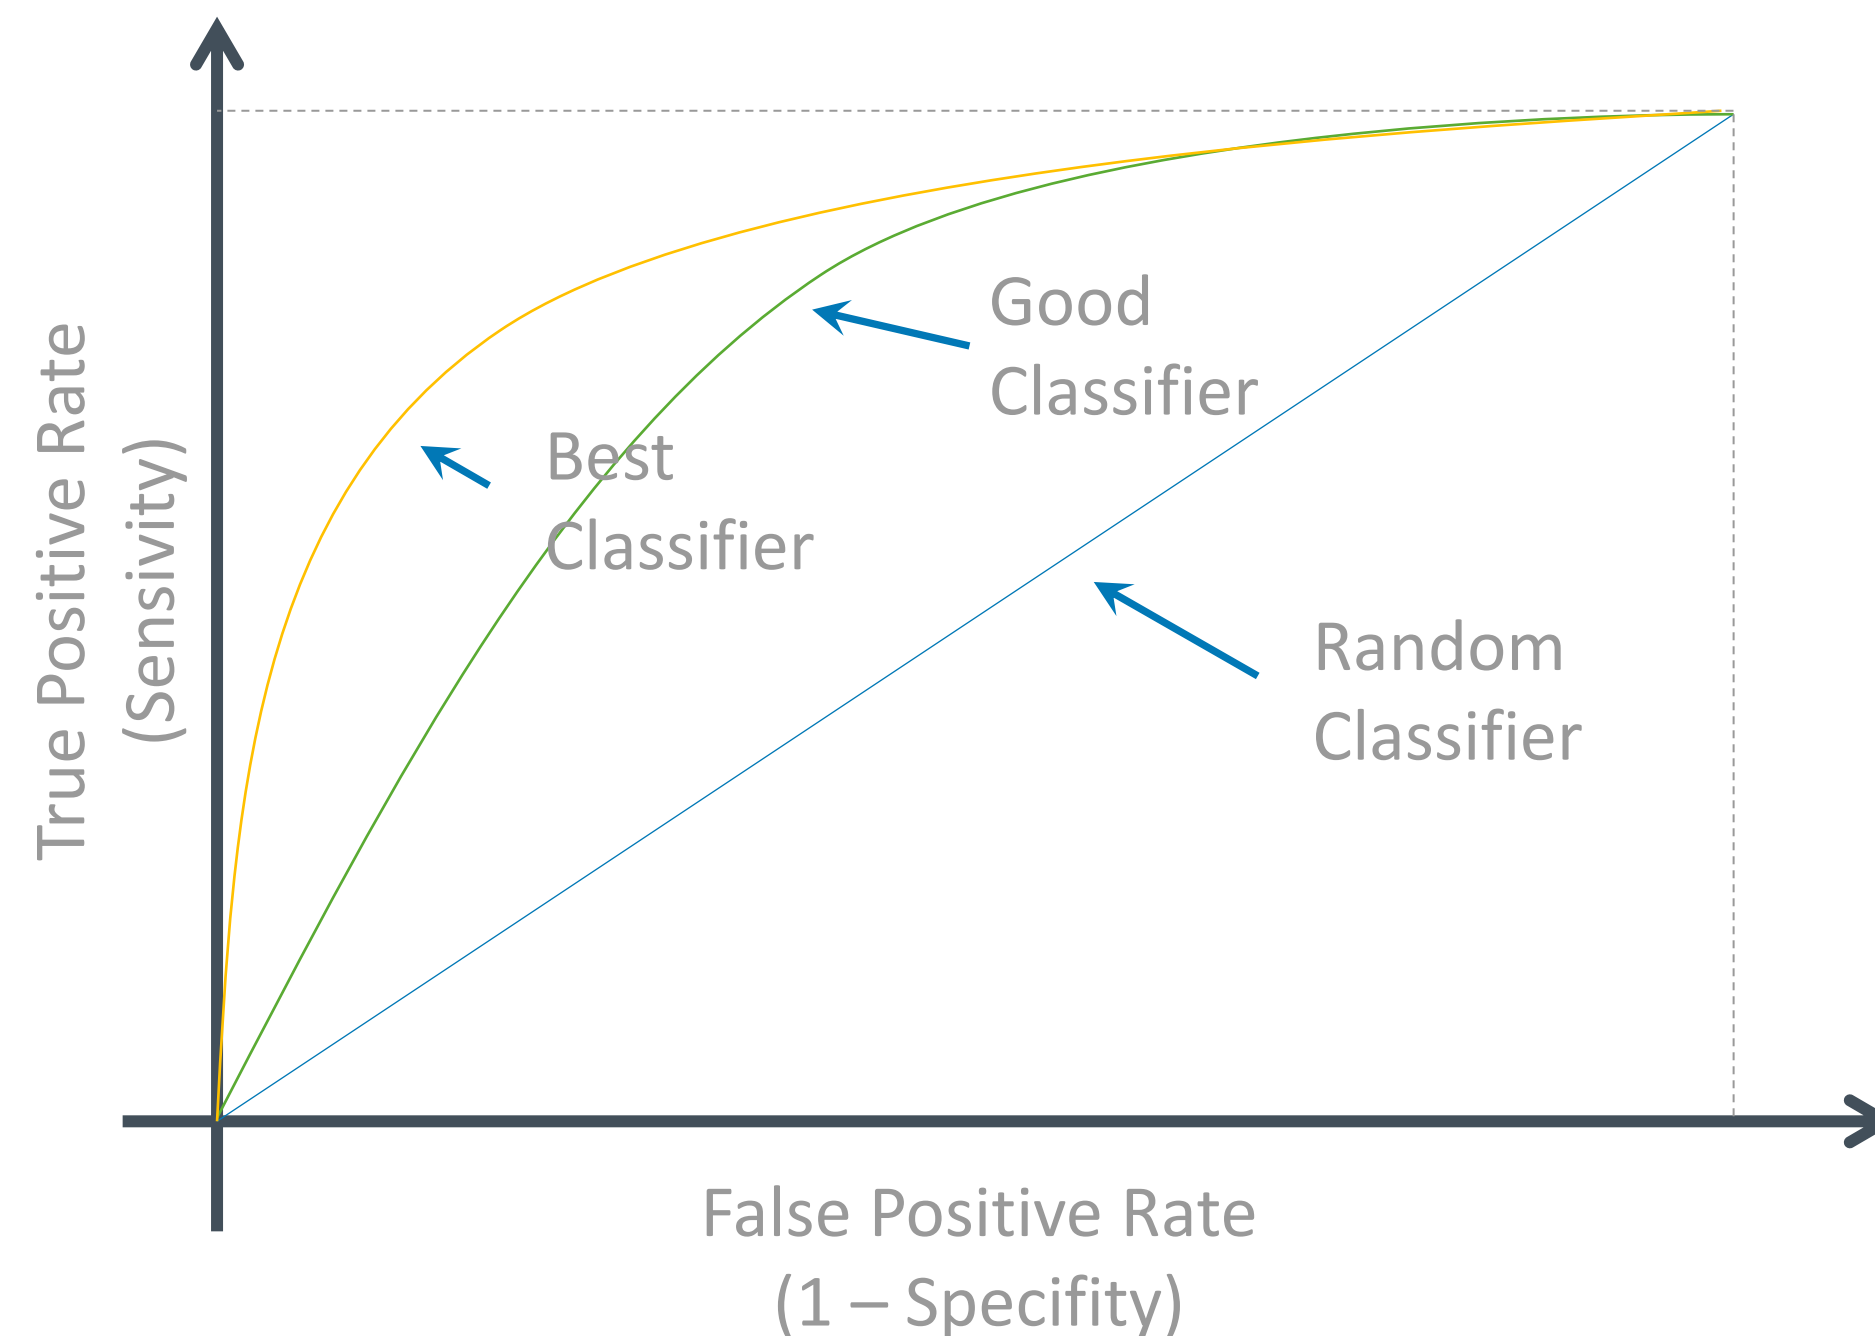 True Positive Rate
(Sensivity)
Good
Classifier
Best
Classifier
Random
Classifier
False Positive Rate
(1 – Specifity)